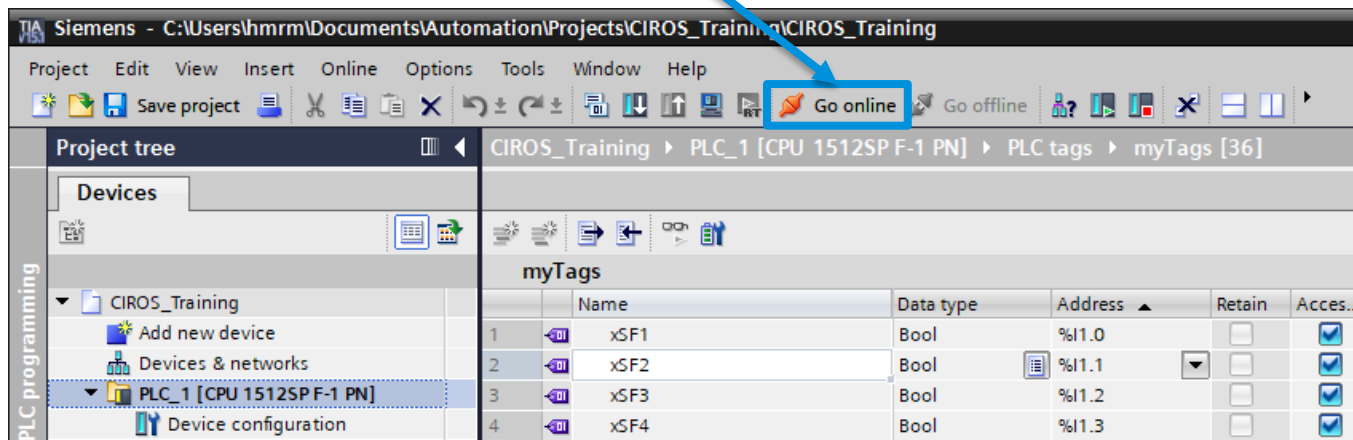 Siemens - C:\Users\hmrm\Documents\Automation\Projects\CIROS_Training\CIROS_Training
Project Edit View Insert Online Options Tools Window Help
Save project Go online Go offline
Project tree
CIROS_Training ▸ PLC_1 [CPU 1512SP F-1 PN] ▸ PLC tags ▸ myTags [36]
Devices
PLC programming
myTags
CIROS_Training
Add new device
Devices & networks
PLC_1 [CPU 1512SP F-1 PN]
Device configuration
Name Data type Address Retain Acces..
1 xSF1 Bool %I1.0
2 xSF2 Bool %I1.1
3 xSF3 Bool %I1.2
4 xSF4 Bool %I1.3